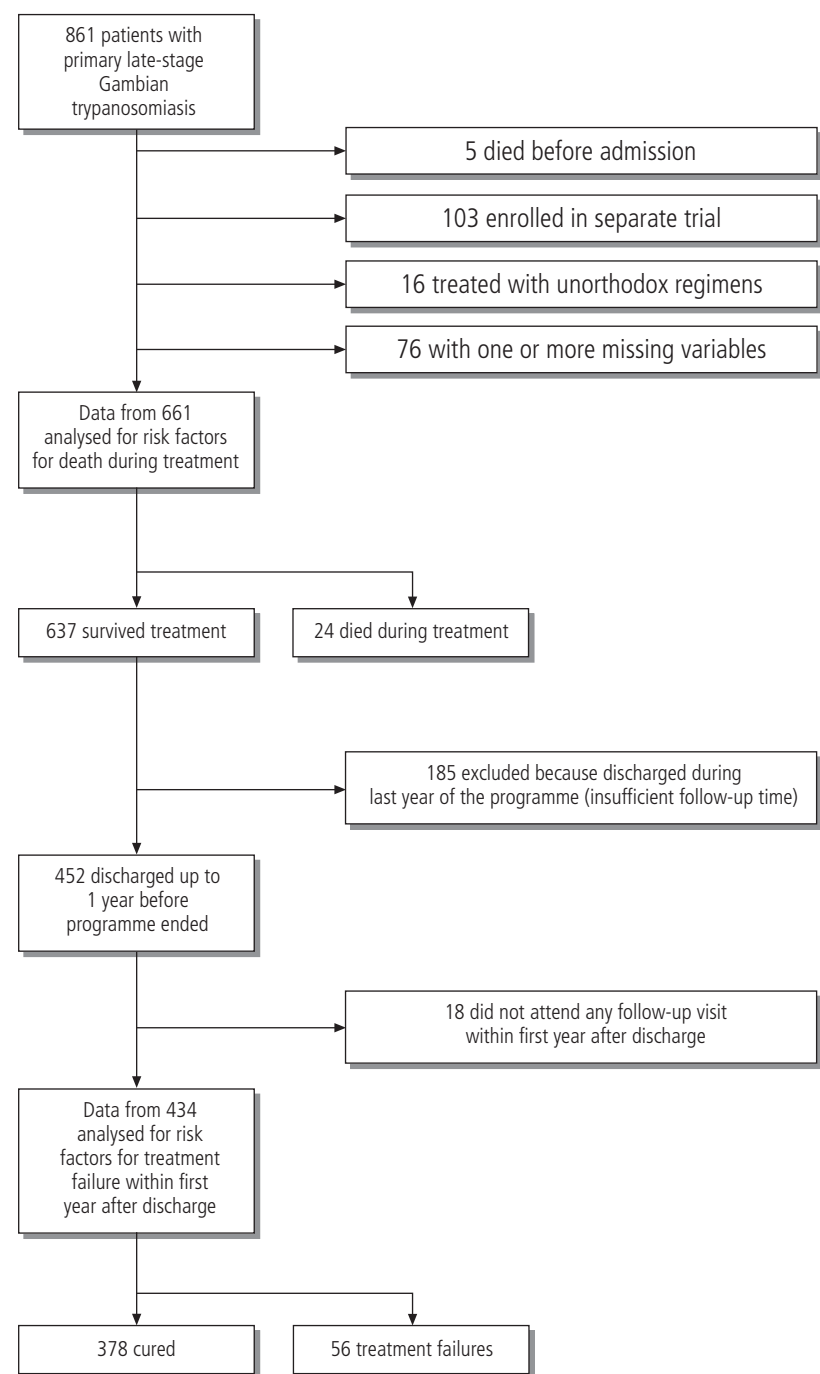 861 patients with
primary late-stage
Gambian
trypanosomiasis
5 died before admission
103 enrolled in separate trial
16 treated with unorthodox regimens
76 with one or more missing variables
Data from 661
analysed for risk factors
for death during treatment
637 survived treatment
24 died during treatment
185 excluded because discharged during
last year of the programme (insufficient follow-up time)
452 discharged up to
1 year before
programme ended
18 did not attend any follow-up visit
within first year after discharge
Data from 434
analysed for risk
factors for treatment
failure within first
year after discharge
378 cured
56 treatment failures